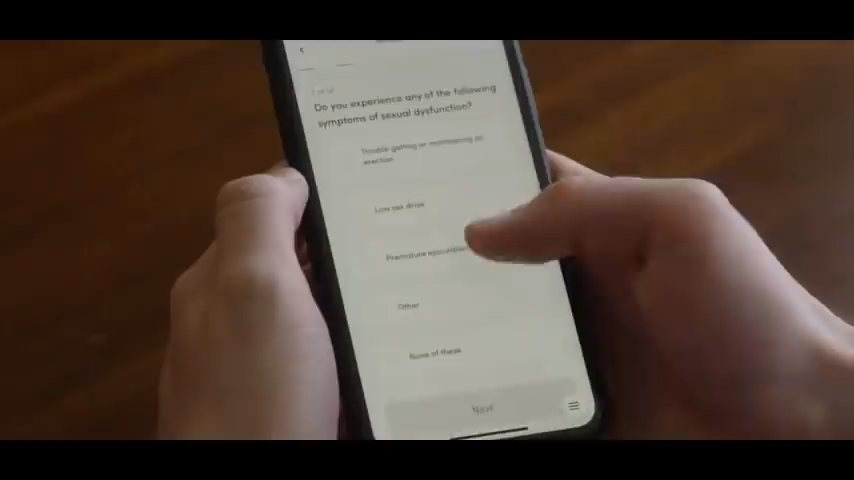 Do you experience any of the following
symptoms of sexual dysfunction?
Trouble getting or maintaining an
erection
Low sex drive
Premature ejaculation
Other
None of these
Next